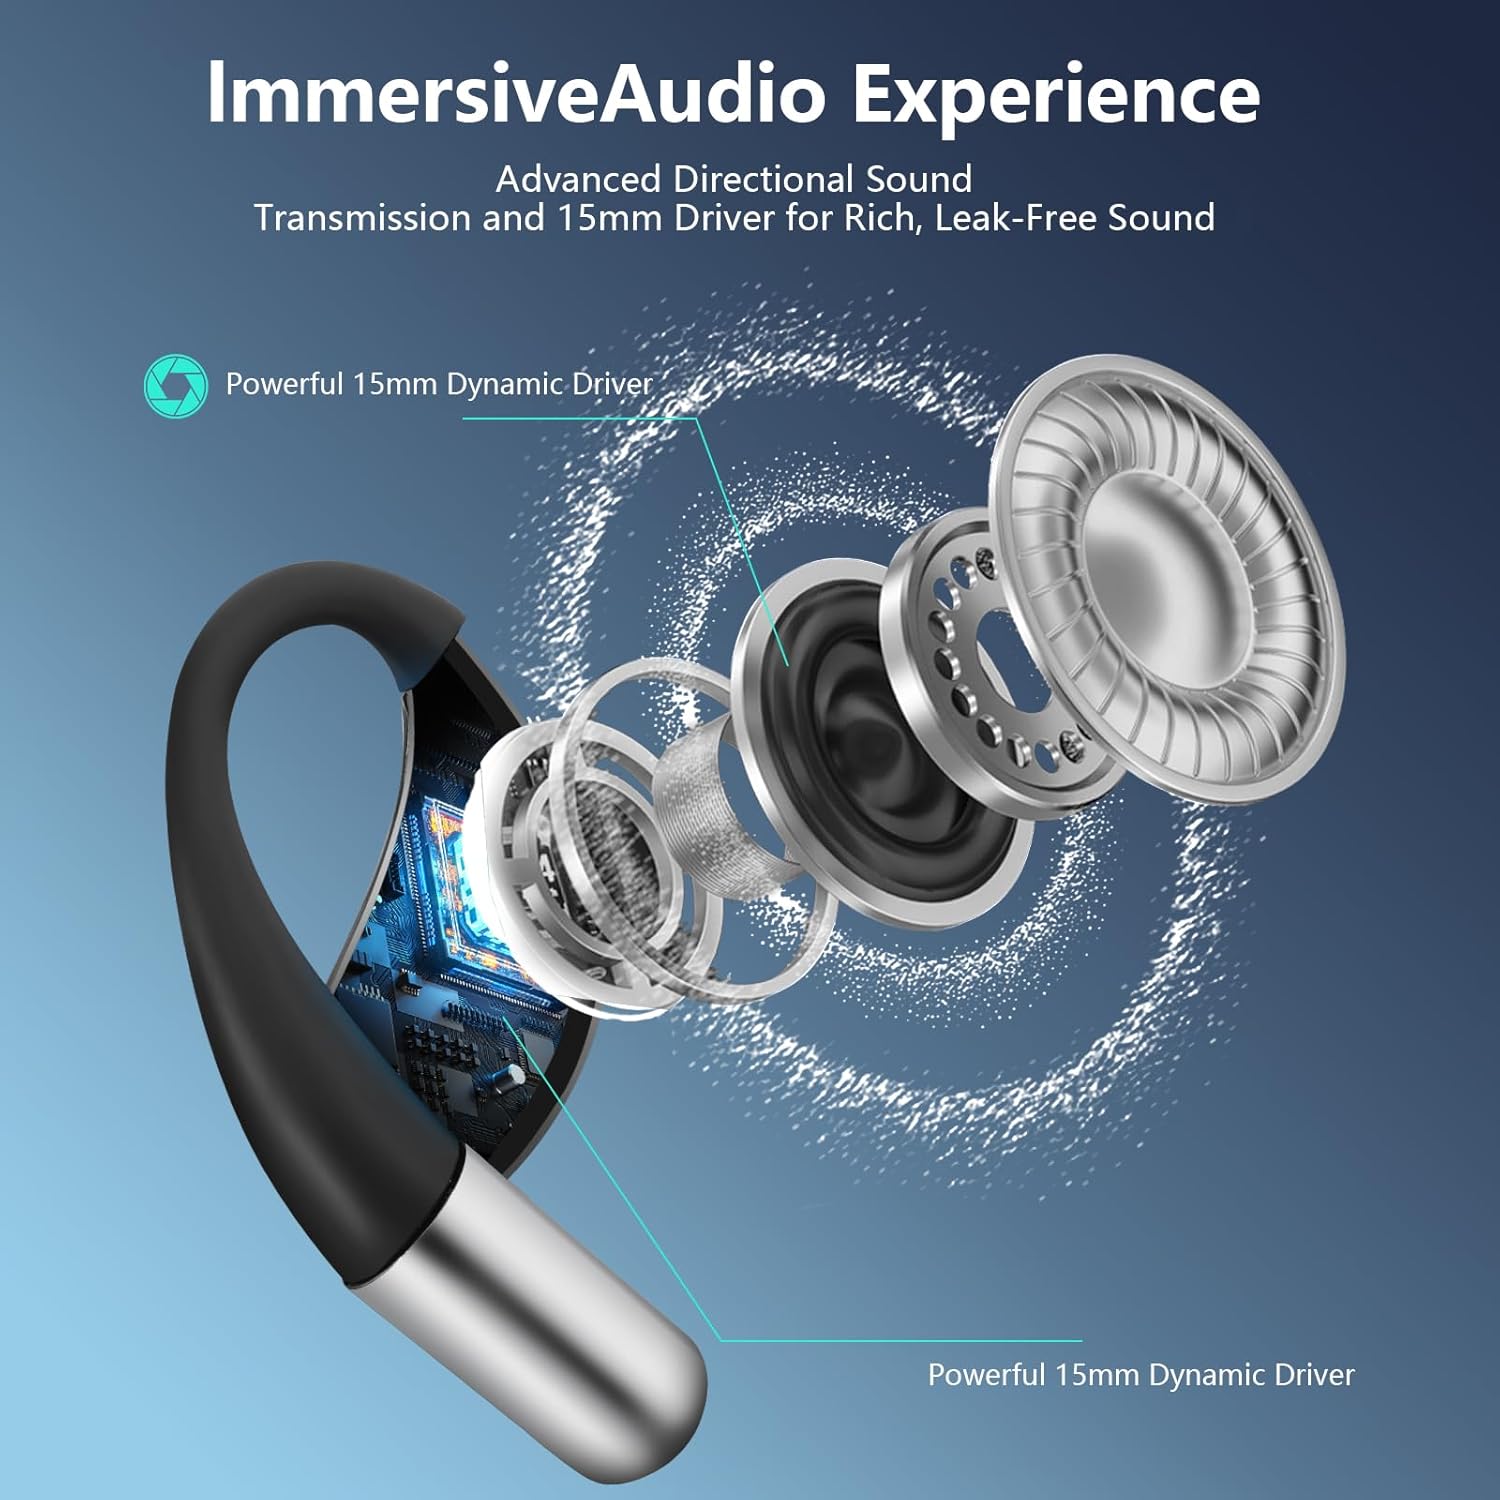 ImmersiveAudio Experience
Advanced Directional Sound
Transmission and 15mm Driver for Rich, Leak-Free Sound
Powerful 15mm Dynamic Driver
Powerful 15mm Dynamic Driver